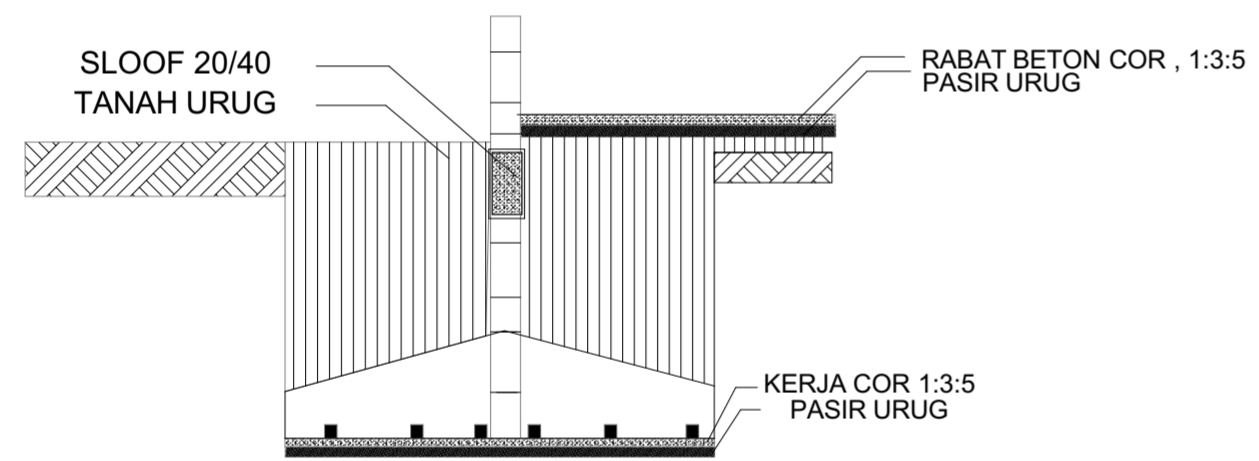 SLOOF 20/40
TANAH URUG
RABAT BETON COR , 1:3:5
PASIR URUG
KERJA COR 1:3:5
PASIR URUG